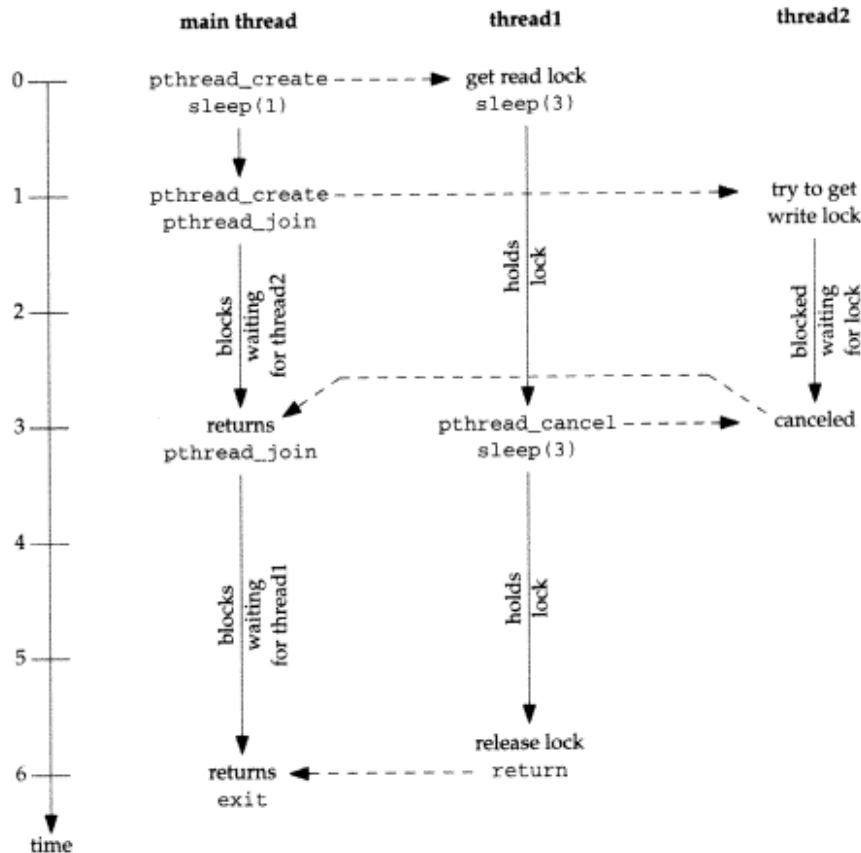 main thread thread1 thread2
0 pthread_create get read lock
sleep(1) sleep(3)
1 pthread_create try to get
pthread_join write lock
holds
lock
blocks
waiting
for thread2
blocked
waiting
for lock
2
3 returns pthread_cancel canceled
pthread_join sleep(3)
4
blocks
waiting
for thread1
holds
lock
5
release lock
6 returns return
exit
time